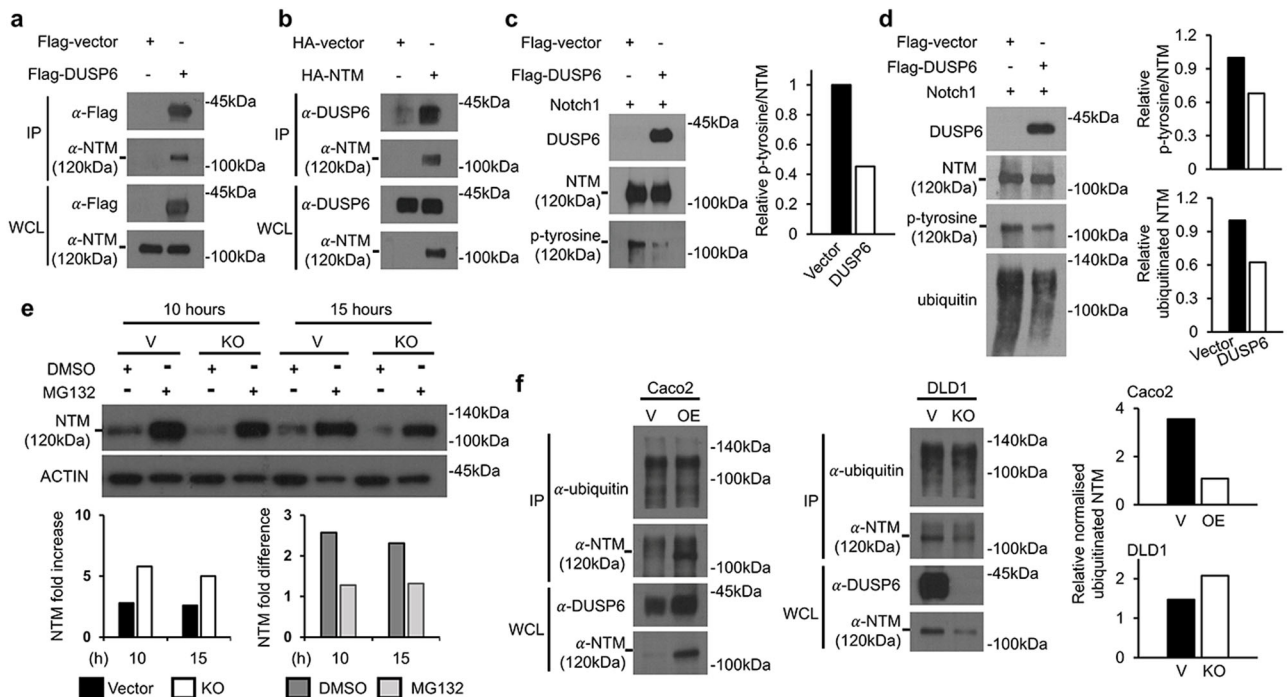 a
Flag-vector + -
Flag-DUSP6 - +
IP
α-Flag
-45kDa
α-NTM
(120kDa)
-100kDa
WCL
α-Flag
-45kDa
α-NTM
(120kDa)
-100kDa
b
HA-vector + -
HA-NTM - +
IP
α-DUSP6
-45kDa
α-NTM
(120kDa)
-100kDa
WCL
α-DUSP6
-45kDa
α-NTM
(120kDa)
-100kDa
c
Flag-vector + -
Flag-DUSP6 - +
Notch1 + +
DUSP6
-45kDa
NTM
(120kDa)
-100kDa
p-tyrosine
(120kDa)
-100kDa
Relative p-tyrosine/NTM
1
0.8
0.6
0.4
0.2
0
Vector
DUSP6
d
Flag-vector + -
Flag-DUSP6 - +
Notch1 + +
DUSP6
-45kDa
NTM
(120kDa)
-100kDa
p-tyrosine
(120kDa)
-100kDa
-140kDa
ubiquitin
-100kDa
Relative
p-tyrosine/NTM
1.2
0.9
0.6
0.3
0
Relative
ubiquitinated NTM
1.2
0.9
0.6
0.3
0
Vector
DUSP6
e
10 hours 15 hours
V KO V KO
DMSO + - + - + - + -
MG132 - + - + - + - +
NTM
(120kDa)
-140kDa
-100kDa
ACTIN
-45kDa
NTM fold increase
10
5
0
(h) 10 15
Vector KO
NTM fold difference
3
2
1
0
(h) 10 15
DMSO MG132
f
Caco2
V OE
IP
α-ubiquitin
-140kDa
-100kDa
α-NTM
(120kDa)
-100kDa
WCL
α-DUSP6
-45kDa
α-NTM
(120kDa)
-100kDa
DLD1
V KO
IP
α-ubiquitin
-140kDa
-100kDa
α-NTM
(120kDa)
-100kDa
WCL
α-DUSP6
-45kDa
α-NTM
(120kDa)
-100kDa
Relative normalised
ubiquitinated NTM
Caco2
4
2
0
V OE
DLD1
2
1
0
V KO